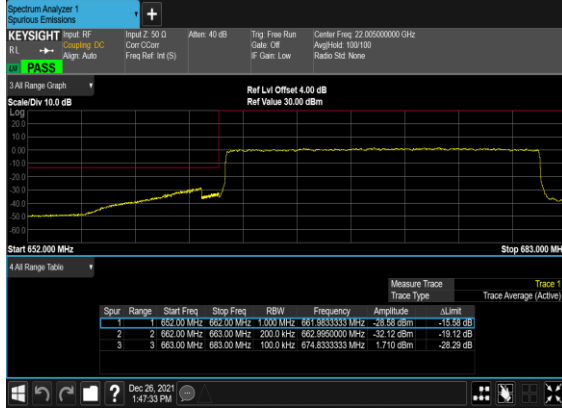 Spectrum Analyzer 1
Spurious Emissions
+
KEYSIGHT Input: RF Input Z: 50 Ω Atten: 40 dB Trig: Free Run Center Freq: 22.005000000 GHz
RL Coupling: DC Corr CCorr Gate: Off Avg|Hold: 100/100
Align: Auto Freq Ref: Int (S) IF Gain: Low Radio Std: None
PASS
3 All Range Graph
Ref Lvl Offset 4.00 dB
Scale/Div 10.0 dB Ref Value 30.00 dBm
Log
20.0
10.0
0.00
-10.0
-20.0
-30.0
-40.0
-50.0
-60.0
Start 652.000 MHz Stop 683.000 MH
4 All Range Table
Measure Trace Trace 1
Trace Type Trace Average (Active)
Spur Range Start Freq Stop Freq RBW Frequency Amplitude ΔLimit
1 1 652.00 MHz 662.00 MHz 1.000 MHz 661.9833333 MHz -28.58 dBm -15.58 dB
2 2 662.00 MHz 663.00 MHz 200.0 kHz 662.9950000 MHz -32.12 dBm -19.12 dB
3 3 663.00 MHz 683.00 MHz 100.0 kHz 674.8333333 MHz 1.710 dBm -28.29 dB
? Dec 26, 2021
1:47:33 PM